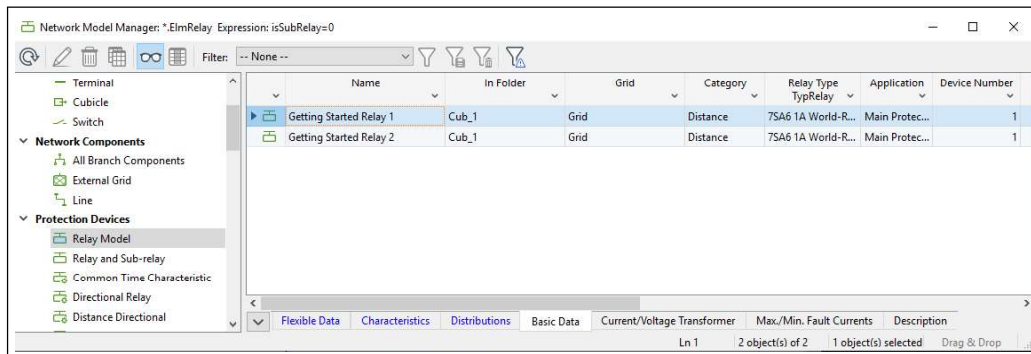 Network Model Manager: *.ElmRelay Expression: isSubRelay=0
Filter: -- None --
Terminal
Cubicle
Switch
Network Components
All Branch Components
External Grid
Line
Protection Devices
Relay Model
Relay and Sub-relay
Common Time Characteristic
Directional Relay
Distance Directional
Name In Folder Grid Category Relay Type TypRelay Application Device Number
Getting Started Relay 1 Cub_1 Grid Distance 7SA6 1A World-R... Main Protec... 1
Getting Started Relay 2 Cub_1 Grid Distance 7SA6 1A World-R... Main Protec... 1
Flexible Data Characteristics Distributions Basic Data Current/Voltage Transformer Max./Min. Fault Currents Description
Ln 1 2 object(s) of 2 1 object(s) selected Drag & Drop